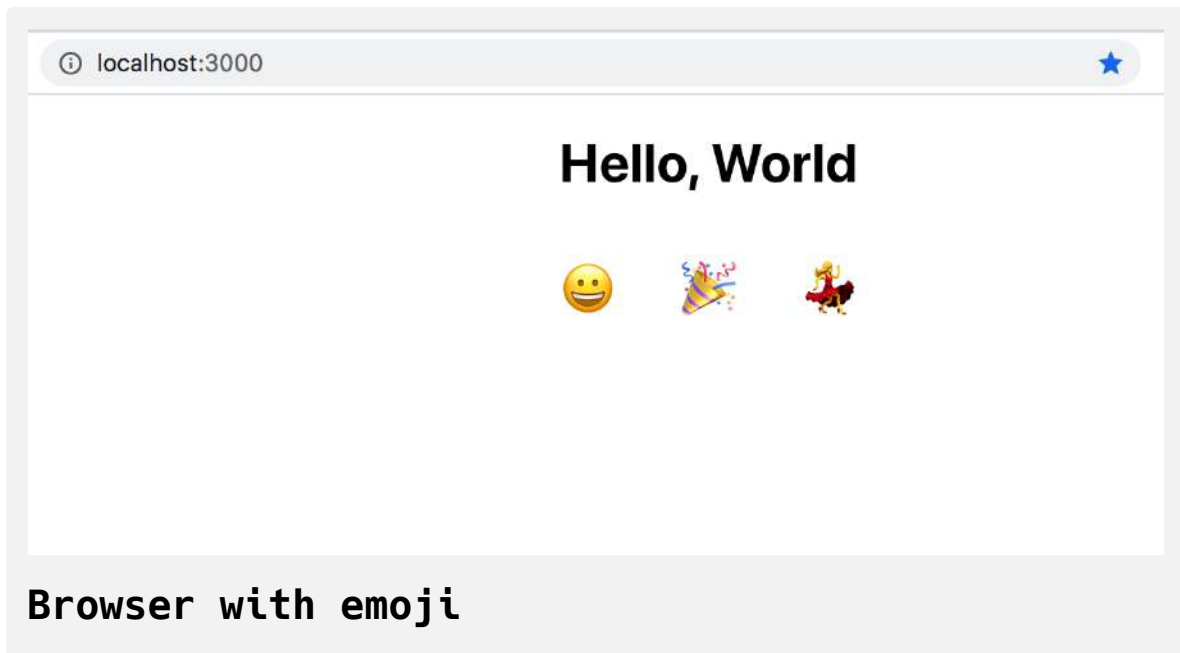 localhost:3000
Hello, World
😀 🎉 💃
Browser with emoji